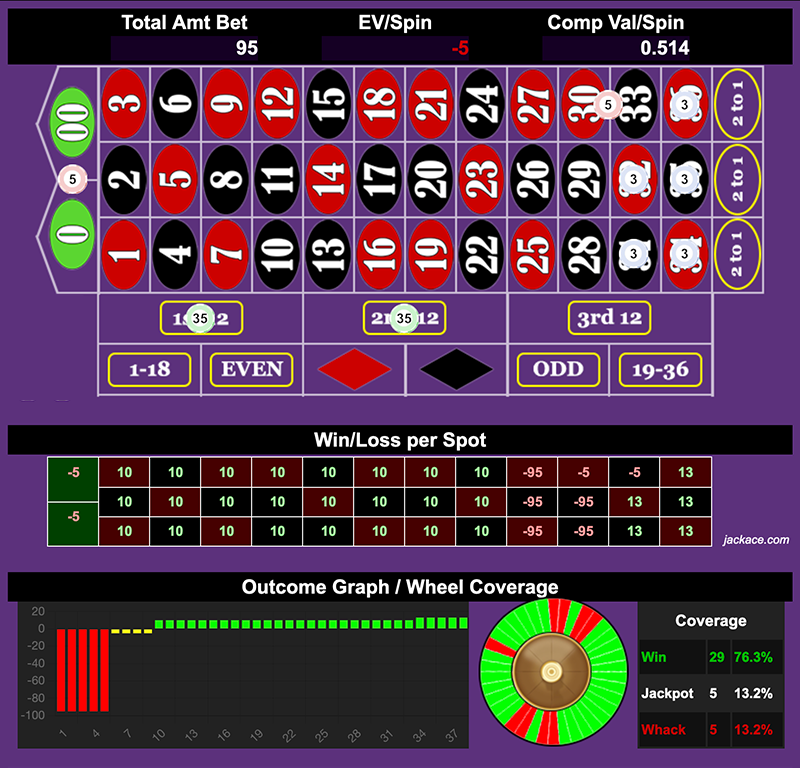 Total Amt Bet EV/Spin Comp Val/Spin
95 -5 0.514
00 3 6 9 12 15 18 21 24 27 30 5 33 3 2 to 1
5 2 5 8 11 14 17 20 23 26 29 3 3 2 to 1
0 1 4 7 10 13 16 19 22 25 28 3 3 2 to 1
35 35 3rd 12
1-18 EVEN ODD 19-36
Win/Loss per Spot
-5 10 10 10 10 10 10 10 10 -95 -5 -5 13
10 10 10 10 10 10 10 10 -95 -95 13 13
-5 10 10 10 10 10 10 10 10 -95 -95 13 13
jackace.com
Outcome Graph / Wheel Coverage
20
0
-20
-40
-60
-80
-100
1 4 7 10 13 16 19 22 25 28 31 34 37
Coverage
Win 29 76.3%
Jackpot 5 13.2%
Whack 5 13.2%